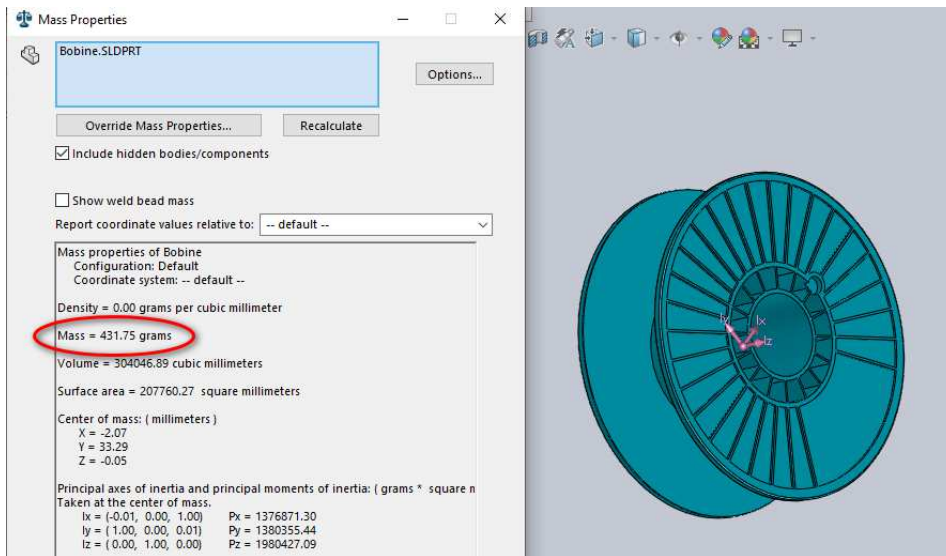 Mass Properties
Bobine.SLDPRT
Options...
Override Mass Properties...
Recalculate
Include hidden bodies/components
Show weld bead mass
Report coordinate values relative to: -- default --
Mass properties of Bobine
Configuration: Default
Coordinate system: -- default --
Density = 0.00 grams per cubic millimeter
Mass = 431.75 grams
Volume = 304046.89 cubic millimeters
Surface area = 207760.27 square millimeters
Center of mass: ( millimeters )
X = -2.07
Y = 33.29
Z = -0.05
Principal axes of inertia and principal moments of inertia: ( grams * square n
Taken at the center of mass.
Ix = (-0.01, 0.00, 1.00) Px = 1376871.30
Iy = ( 1.00, 0.00, 0.01) Py = 1380355.44
Iz = ( 0.00, 1.00, 0.00) Pz = 1980427.09
Iy
Ix
Iz